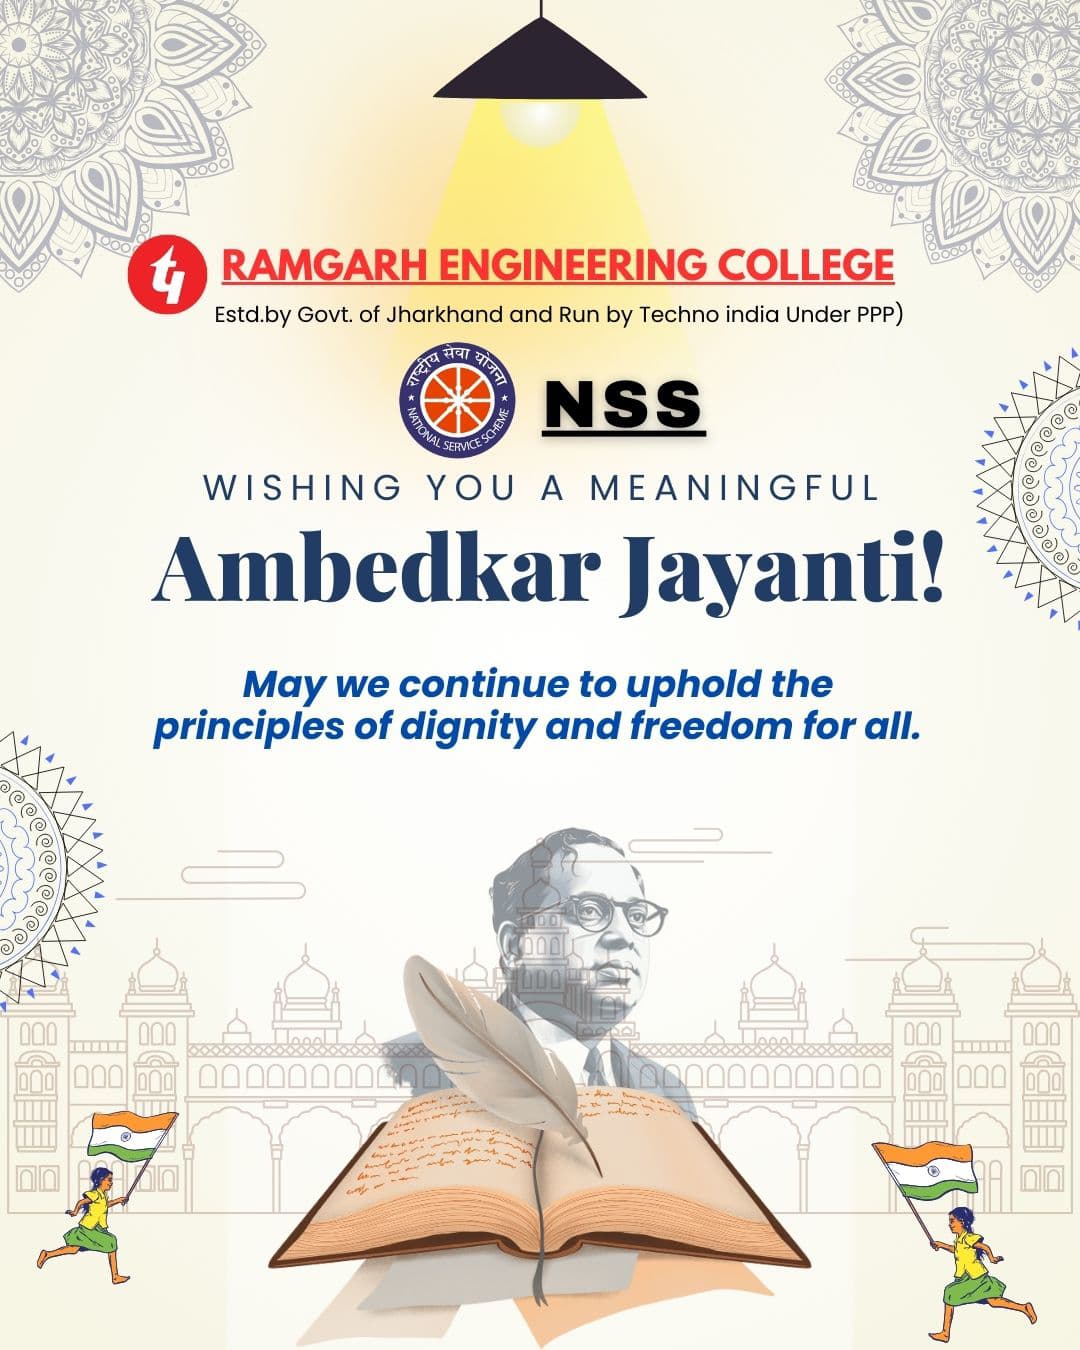 RAMGARH ENGINEERING COLLEGE
Estd.by Govt. of Jharkhand and Run by Techno india Under PPP)
राष्ट्रीय सेवा योजना
NATIONAL SERVICE SCHEME
NSS
WISHING YOU A MEANINGFUL
Ambedkar Jayanti!
May we continue to uphold the
principles of dignity and freedom for all.